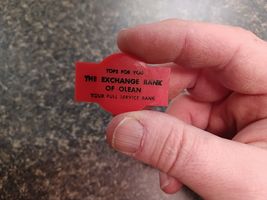 TOPS FOR YOU
THE EXCHANGE BANK
OF OLEAN
YOUR FULL SERVICE BANK